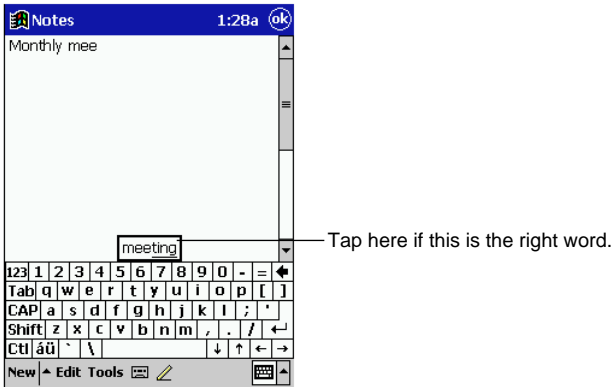 Notes 1:28a ok
Monthly mee
meeting
Tap here if this is the right word.
123 1 2 3 4 5 6 7 8 9 0 - = 🡄
Tab q w e r t y u i o p [ ]
CAP a s d f g h j k l ; '
Shift z x c v b n m , . / ↵
Ctl áü ` \ ↓ ↑ ← →
New Edit Tools